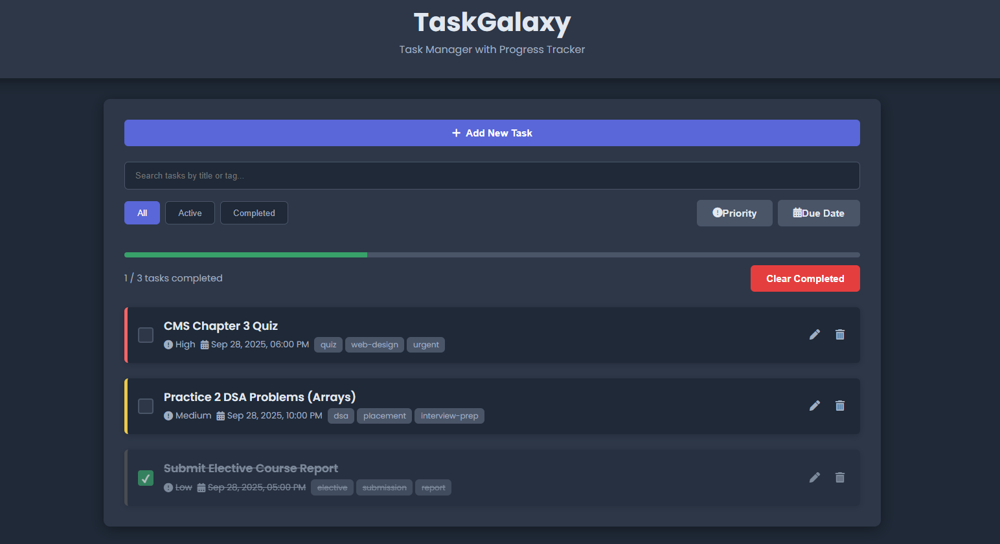 TaskGalaxy
Task Manager with Progress Tracker
Add New Task
Search tasks by title or tag...
All Active Completed Priority Due Date
1 / 3 tasks completed Clear Completed
CMS Chapter 3 Quiz
High Sep 28, 2025, 06:00 PM quiz web-design urgent
Practice 2 DSA Problems (Arrays)
Medium Sep 28, 2025, 10:00 PM dsa placement interview-prep
Submit Elective Course Report
Low Sep 28, 2025, 05:00 PM elective submission report